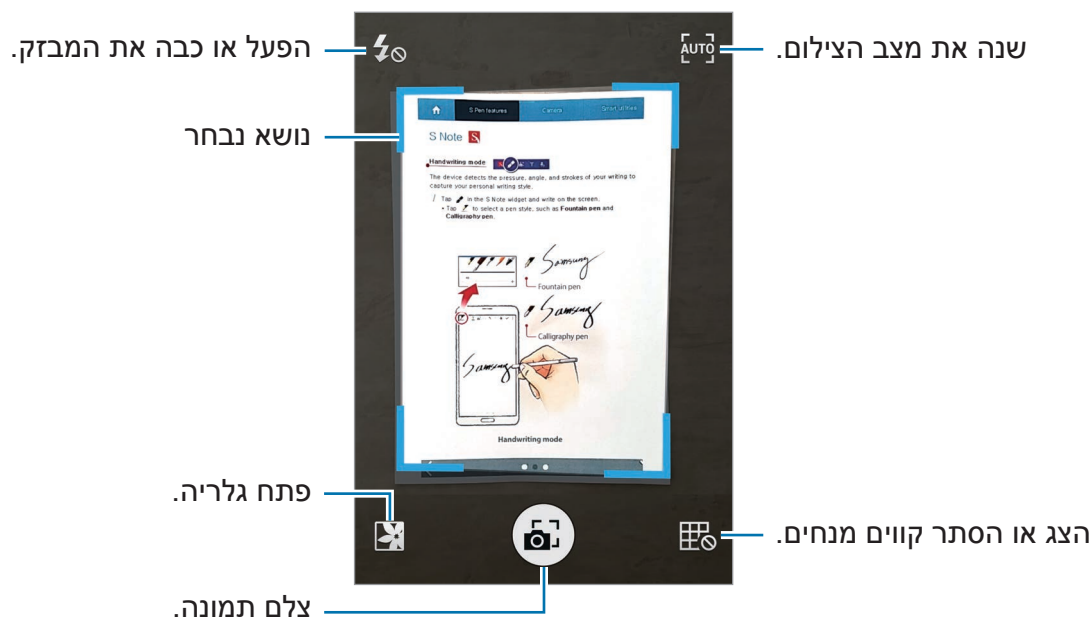 הפעל או כבה את המבזק.
שנה את מצב הצילום.
AUTO
נושא נבחר
S Pen features
Camera
Smart utilities
S Note
Handwriting mode
The device detects the pressure, angle, and strokes of your writing to
capture your personal writing style.
1 Tap in the S Note widget and write on the screen.
• Tap to select a pen style, such as Fountain pen and
Calligraphy pen.
Samsung
Fountain pen
Samsung
Calligraphy pen
Samsung
Handwriting mode
פתח גלריה.
הצג או הסתר קווים מנחים.
צלם תמונה.